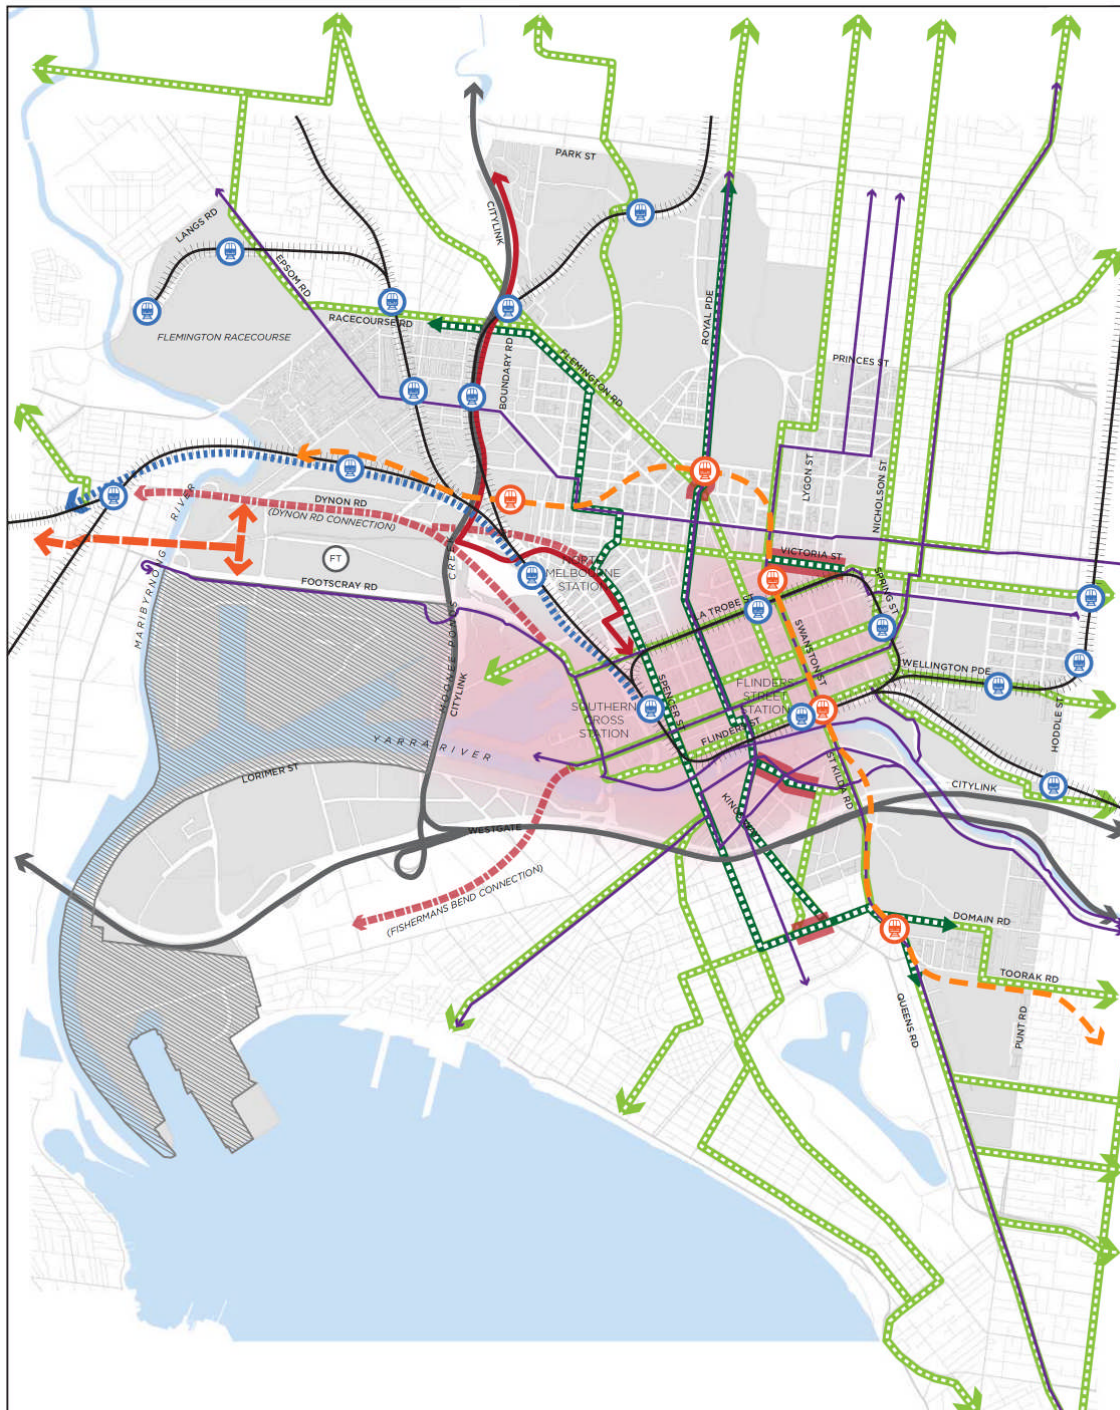 PARK ST
CITYLINK
LANGS RD
EPSOM RD
ROYAL PDE
FLEMINGTON RACECOURSE
RACECOURSE RD
BOUNDARY RD
FLEMINGTON RD
PRINCES ST
LYGON ST
NICHOLSON ST
DYNON RD
(DYNON RD CONNECTION)
MARIBYRNONG RIVER
FT
FOOTSCRAY RD
MOONEE PONDS CREEK
CITYLINK
NORTH
MELBOURNE
STATION
VICTORIA ST
SPRING ST
LA TROBE ST
SWANSTON ST
WELLINGTON PDE
HODDLE ST
SPENCER ST
FLINDERS
STREET
STATION
SOUTHERN
CROSS
STATION
FLINDERS ST
YARRA RIVER
LORIMER ST
ST KILDA RD
CITYLINK
WESTGATE
(FISHERMANS BEND CONNECTION)
DOMAIN RD
TOORAK RD
QUEENS RD
PUNT RD